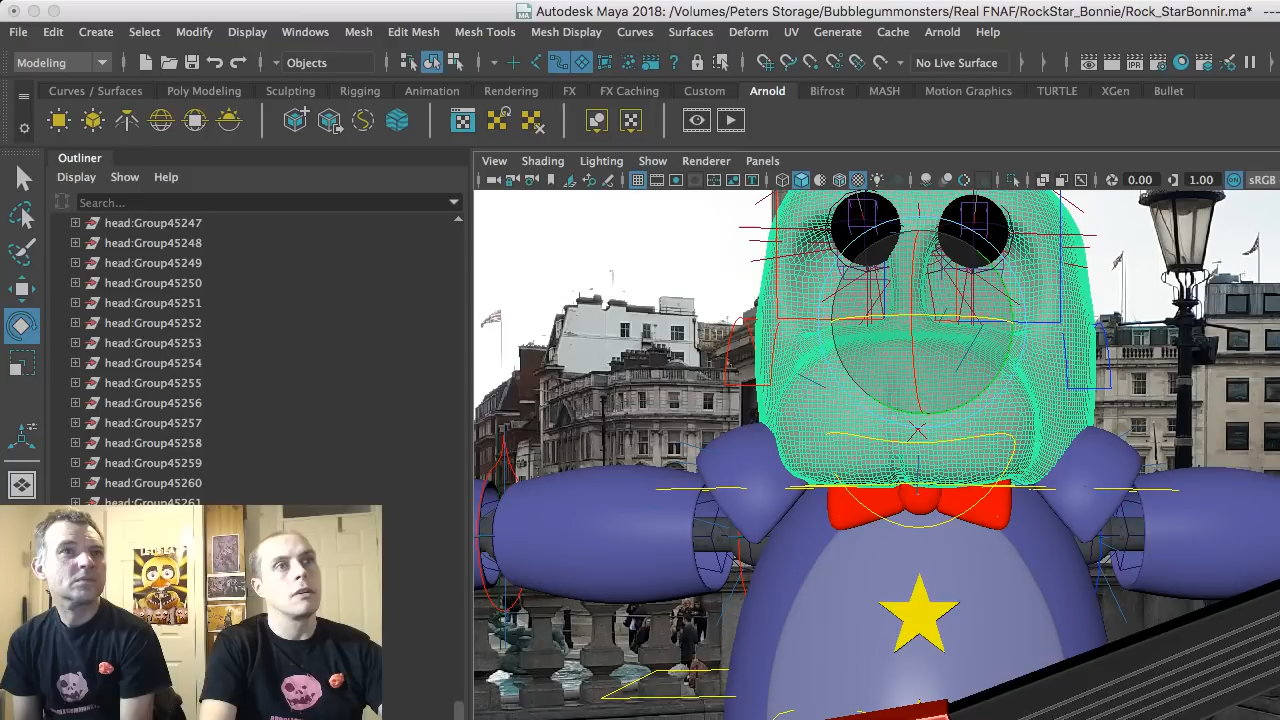 Autodesk Maya 2018: /Volumes/Peters Storage/Bubblegummonsters/Real FNAF/RockStar_Bonnie/Rock_StarBonnir.ma* ---
File Edit Create Select Modify Display Windows Mesh Edit Mesh Mesh Tools Mesh Display Curves Surfaces Deform UV Generate Cache Arnold Help
Modeling Objects No Live Surface
Curves / Surfaces Poly Modeling Sculpting Rigging Animation Rendering FX FX Caching Custom Arnold Bifrost MASH Motion Graphics TURTLE XGen Bullet
Outliner
Display Show Help
Search...
View Shading Lighting Show Renderer Panels
0.00 1.00 sRGB
head:Group45247
head:Group45248
head:Group45249
head:Group45250
head:Group45251
head:Group45252
head:Group45253
head:Group45254
head:Group45255
head:Group45256
head:Group45257
head:Group45258
head:Group45259
head:Group45260
head:Group45261
LET'S EAT